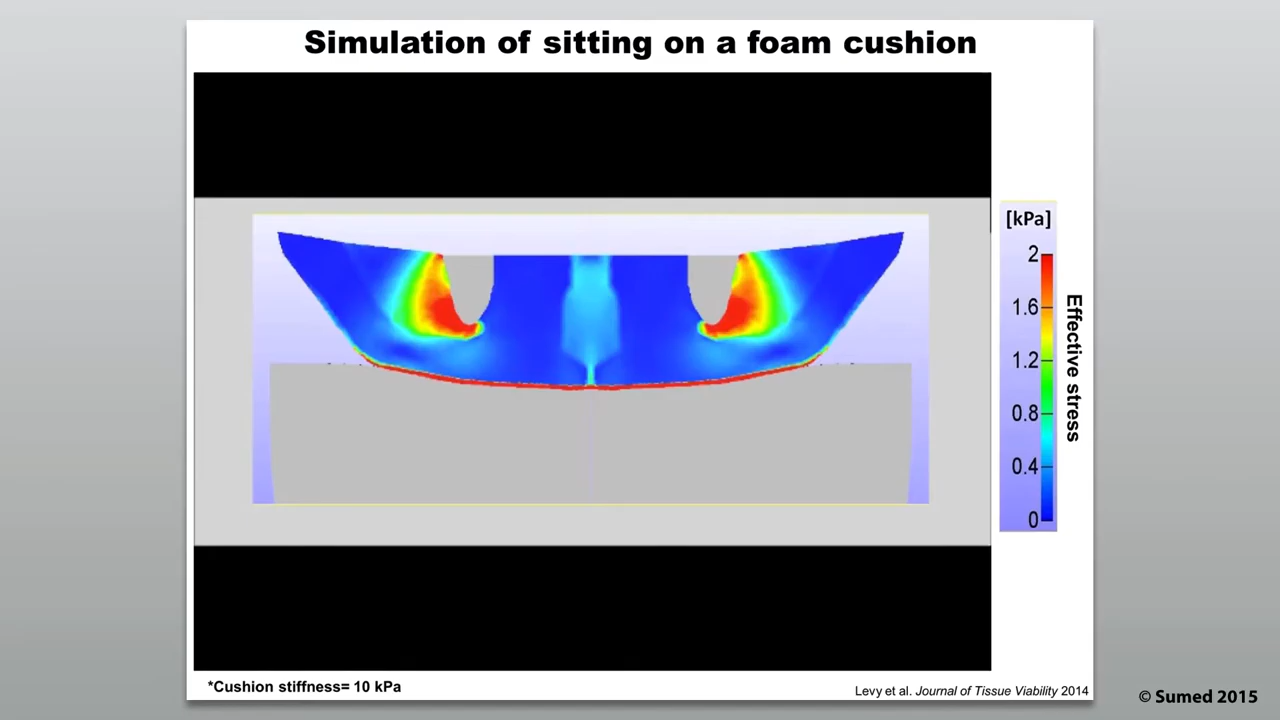 Simulation of sitting on a foam cushion
[kPa]
2
1.6
1.2
0.8
0.4
0
Effective stress
*Cushion stiffness= 10 kPa
Levy et al. Journal of Tissue Viability 2014
© Sumed 2015